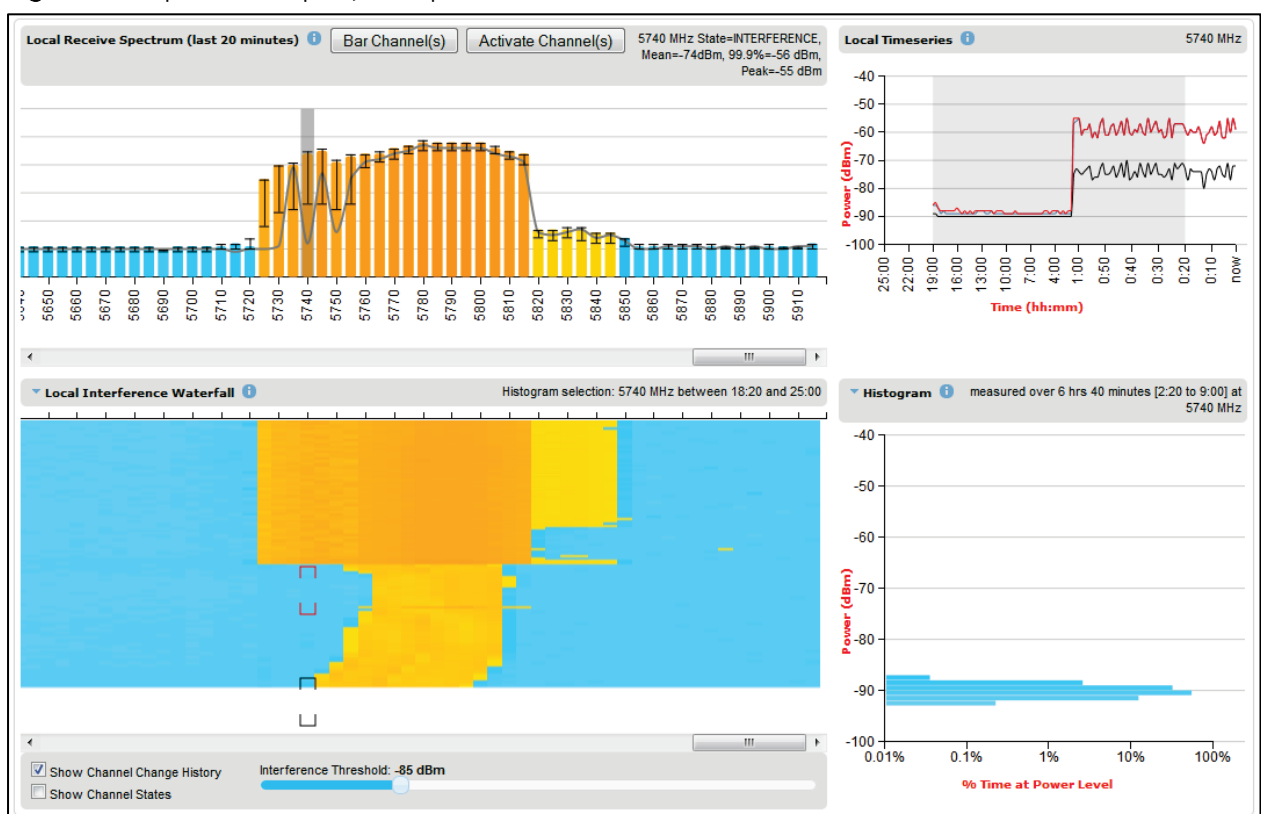 Local Receive Spectrum (last 20 minutes) i Bar Channel(s) Activate Channel(s) 5740 MHz State=INTERFERENCE,
Mean=-74dBm, 99.9%=-56 dBm,
Peak=-55 dBm
5650 5660 5670 5680 5690 5700 5710 5720 5730 5740 5750 5760 5770 5780 5790 5800 5810 5820 5830 5840 5850 5860 5870 5880 5890 5900 5910
Local Timeseries i 5740 MHz
-40
-50
-60
-70
-80
-90
-100
Power (dBm)
25:00 22:00 19:00 16:00 13:00 10:00 7:00 4:00 1:00 0:50 0:40 0:30 0:20 0:10 now
Time (hh:mm)
Local Interference Waterfall i Histogram selection: 5740 MHz between 18:20 and 25:00
Show Channel Change History
Show Channel States
Interference Threshold: -85 dBm
Histogram i measured over 6 hrs 40 minutes [2:20 to 9:00] at
5740 MHz
-40
-50
-60
-70
-80
-90
-100
Power (dBm)
0.01% 0.1% 1% 10% 100%
% Time at Power Level